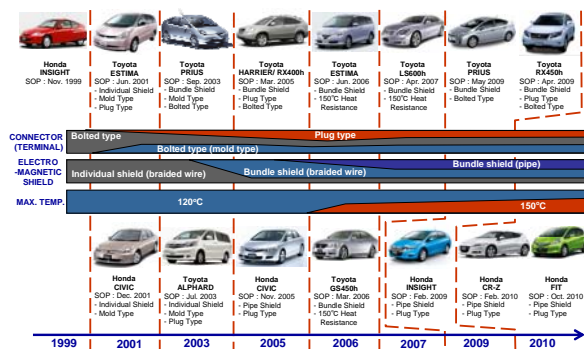 Honda
INSIGHT
SOP : Nov. 1999
Toyota
ESTIMA
SOP : Jun. 2001
- Individual Shield
- Mold Type
- Plug Type
Toyota
PRIUS
SOP : Sep. 2003
- Bundle Shield
- Mold Type
- Bolted Type
Toyota
HARRIER/ RX400h
SOP : Mar. 2005
- Bundle Shield
- Plug Type
- Bolted Type
Toyota
ESTIMA
SOP : Jun. 2006
- Bundle Shield
- 150℃ Heat
Resistance
Toyota
LS600h
SOP : Apr. 2007
- Bundle Shield
- 150℃ Heat
Resistance
Toyota
PRIUS
SOP : May 2009
- Bundle Shield
- Bolted Type
Toyota
RX450h
SOP : Apr. 2009
- Bundle Shield
- Plug Type
- Bolted Type
CONNECTOR
(TERMINAL)
Bolted type
Plug type
Bolted type (mold type)
ELECTRO
-MAGNETIC
SHIELD
Individual shield (braided wire)
Bundle shield (braided wire)
Bundle shield (pipe)
MAX. TEMP.
120℃
150℃
Honda
CIVIC
SOP : Dec. 2001
- Individual Shield
- Mold Type
Toyota
ALPHARD
SOP : Jul. 2003
- Individual Shield
- Mold Type
- Plug Type
Honda
CIVIC
SOP : Nov. 2005
- Pipe Shield
- Plug Type
Toyota
GS450h
SOP : Mar. 2006
- Bundle Shield
- 150℃ Heat
Resistance
Honda
INSIGHT
SOP : Feb. 2009
- Pipe Shield
- Plug Type
Honda
CR-Z
SOP : Feb. 2010
- Pipe Shield
- Plug Type
Honda
FIT
SOP : Oct. 2010
- Pipe Shield
- Plug Type
1999 2001 2003 2005 2006 2007 2009 2010